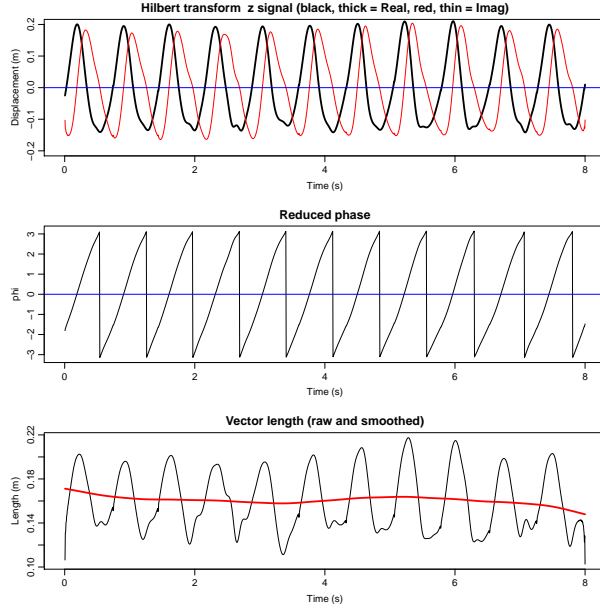 Hilbert transform  z signal (black, thick = Real, red, thin = Imag)
Displacement (m)
0.2
0.1
0.0
−0.1
−0.2
0 2 4 6 8
Time (s)
Reduced phase
phi
3
2
1
0
−1
−2
−3
0 2 4 6 8
Time (s)
Vector length (raw and smoothed)
Length (m)
0.22
0.18
0.14
0.10
0 2 4 6 8
Time (s)